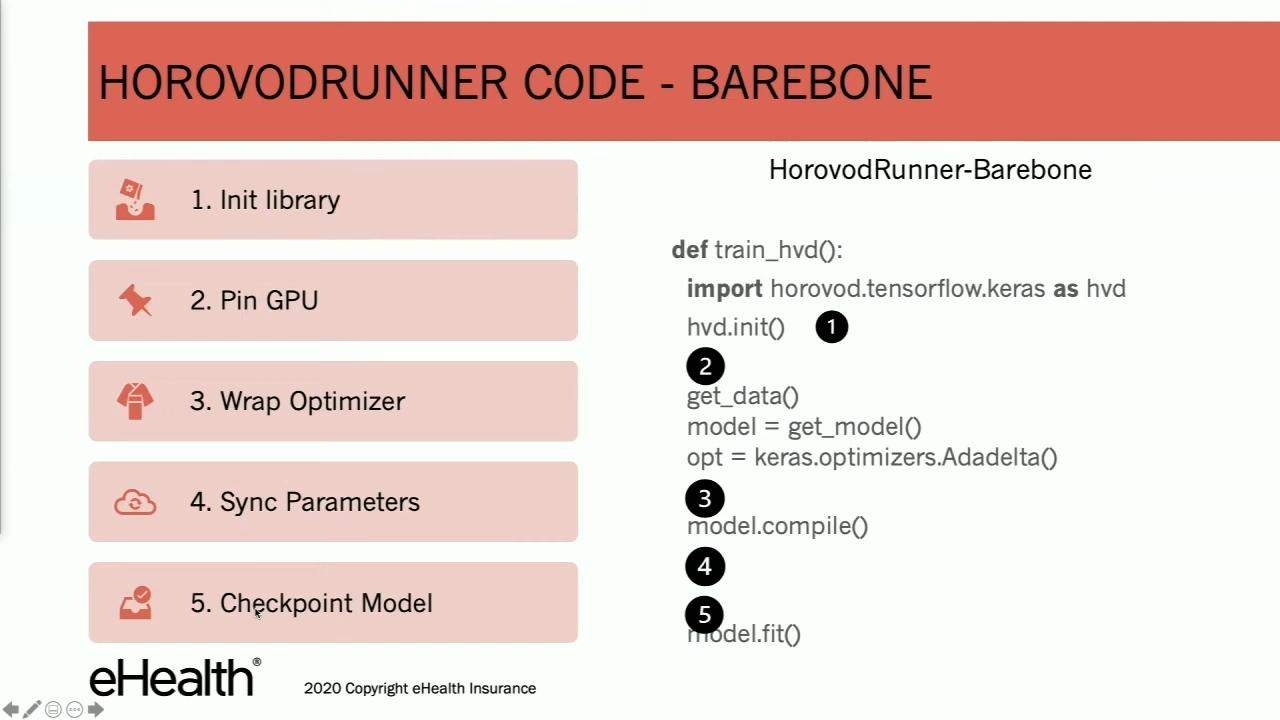 HOROVODRUNNER CODE - BAREBONE
1. Init library
2. Pin GPU
3. Wrap Optimizer
4. Sync Parameters
5. Checkpoint Model
HorovodRunner-Barebone
def train_hvd():
import horovod.tensorflow.keras as hvd
hvd.init() 1
2
get_data()
model = get_model()
opt = keras.optimizers.Adadelta()
3
model.compile()
4
5
model.fit()
eHealth®
2020 Copyright eHealth Insurance